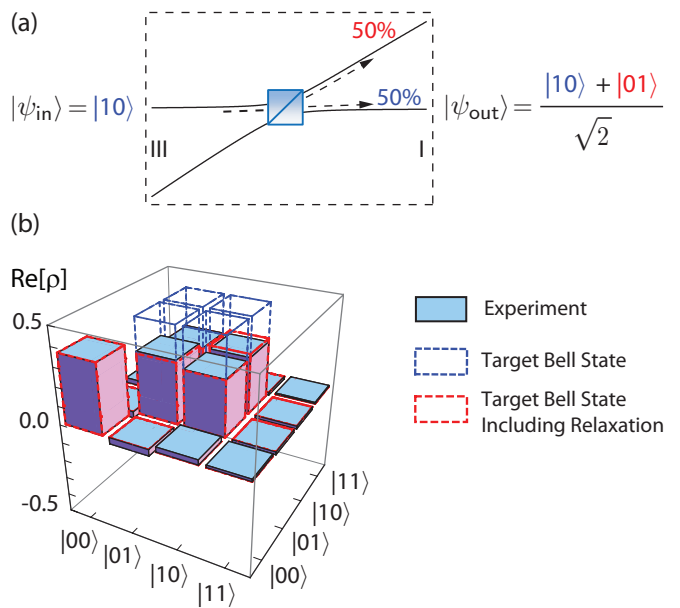 (a)
50%
|ψin⟩ = |10⟩
50%
|ψout⟩ = |10⟩ + |01⟩
√2
III
I
(b)
Re[ρ]
0.5
0.0
-0.5
|00⟩
|01⟩
|10⟩
|11⟩
|00⟩
|01⟩
|10⟩
|11⟩
Experiment
Target Bell State
Target Bell State
Including Relaxation